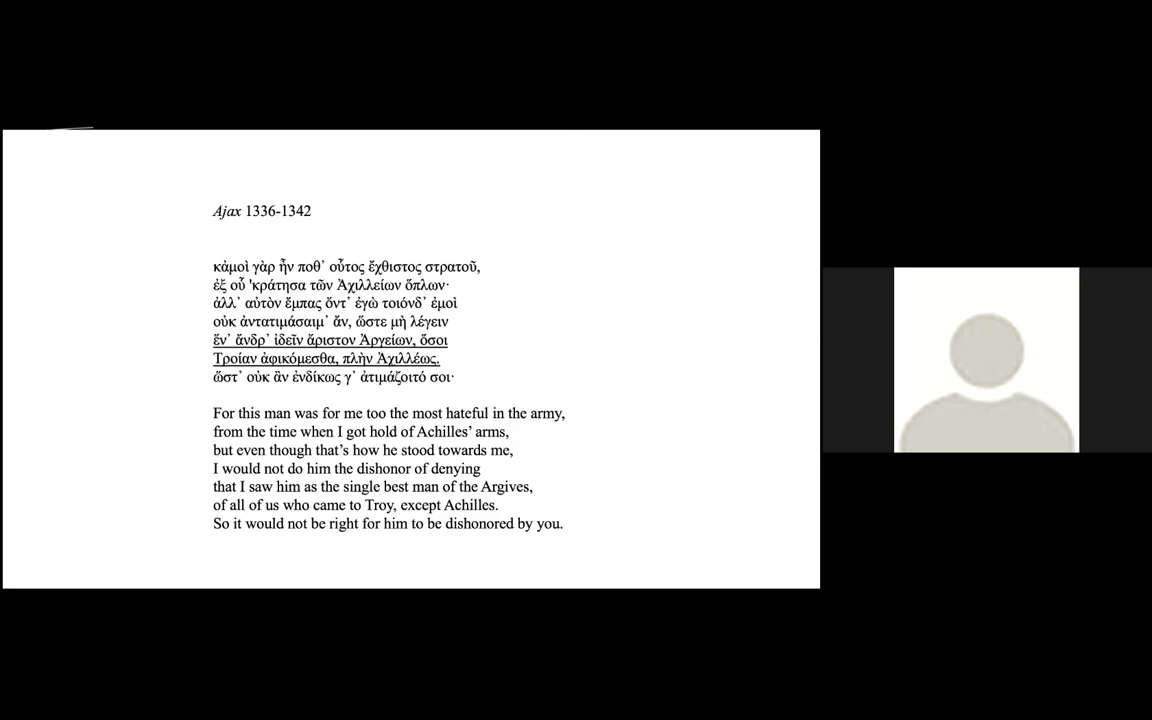 Ajax 1336-1342
κἀμοὶ γὰρ ἦν ποθ᾽ οὗτος ἔχθιστος στρατοῦ,
ἐξ οὗ 'κράτησα τῶν Ἀχιλλείων ὅπλων·
ἀλλ᾽ αὐτὸν ἔμπας ὄντ᾽ ἐγὼ τοιόνδ᾽ ἐμοὶ
οὐκ ἀντατιμάσαιμ᾽ ἄν, ὥστε μὴ λέγειν
ἕν᾽ ἄνδρ᾽ ἰδεῖν ἄριστον Ἀργείων, ὅσοι
Τροίαν ἀφικόμεσθα, πλὴν Ἀχιλλέως.
ὥστ᾽ οὐκ ἂν ἐνδίκως γ᾽ ἀτιμάζοιτό σοι·
For this man was for me too the most hateful in the army,
from the time when I got hold of Achilles’ arms,
but even though that’s how he stood towards me,
I would not do him the dishonor of denying
that I saw him as the single best man of the Argives,
of all of us who came to Troy, except Achilles.
So it would not be right for him to be dishonored by you.